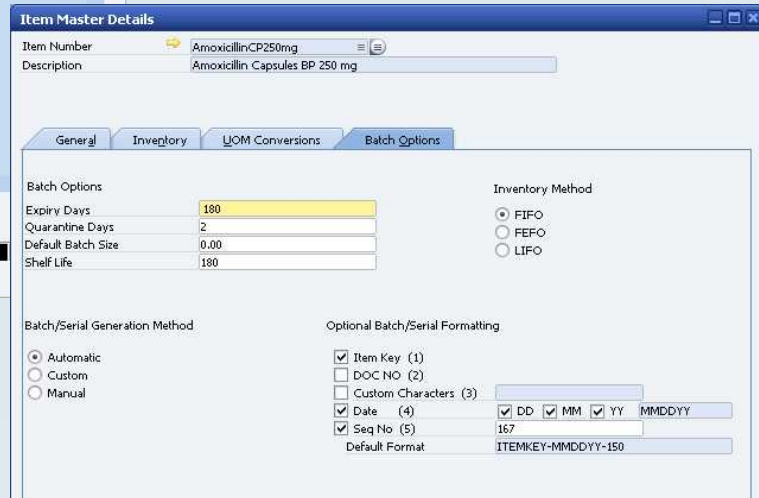 Item Master Details
Item Number AmoxicillinCP250mg
Description Amoxicillin Capsules BP 250 mg
General Inventory UOM Conversions Batch Options
Batch Options Inventory Method
Expiry Days 180 FIFO
Quarantine Days 2 FEFO
Default Batch Size 0.00 LIFO
Shelf Life 180
Batch/Serial Generation Method Optional Batch/Serial Formatting
Automatic Item Key (1)
Custom DOC NO (2)
Manual Custom Characters (3)
Date (4) DD MM YY MMDDYY
Seq No (5) 167
Default Format ITEMKEY-MMDDYY-150